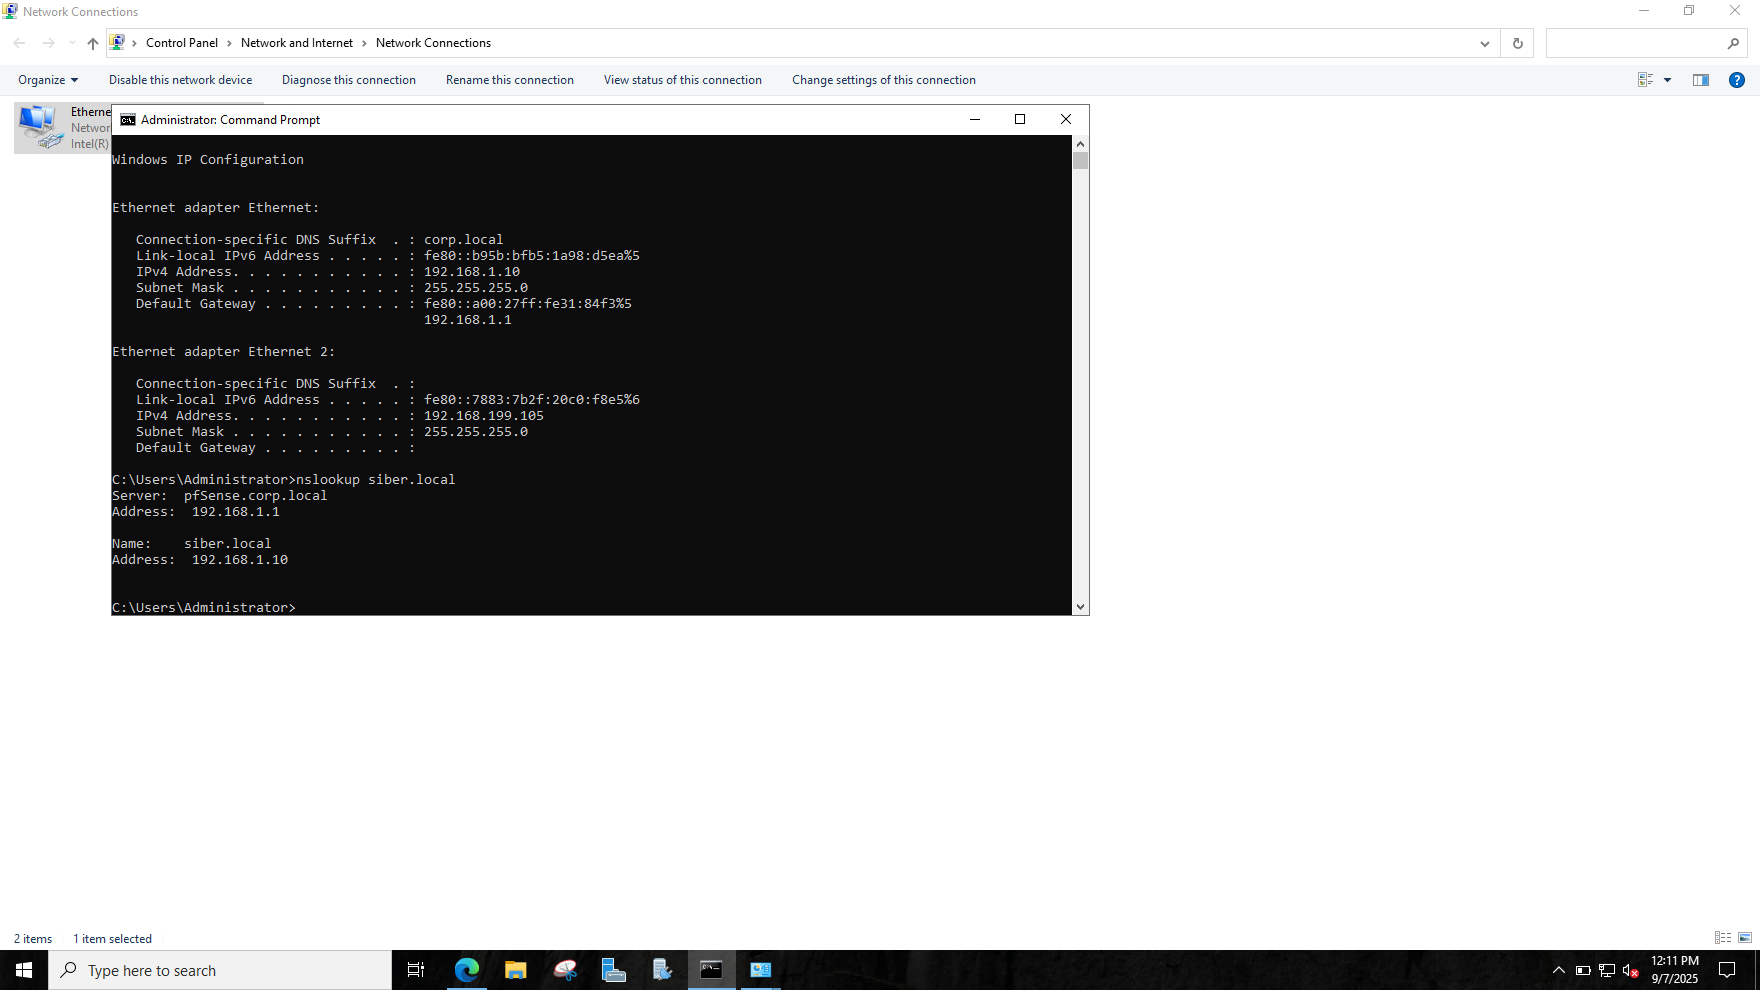 Network Connections
Control Panel > Network and Internet > Network Connections
Organize Disable this network device Diagnose this connection Rename this connection View status of this connection Change settings of this connection
Etherne
Networ
Intel(R)
Administrator: Command Prompt
Windows IP Configuration
Ethernet adapter Ethernet:
Connection-specific DNS Suffix . : corp.local
Link-local IPv6 Address . . . . . : fe80::b95b:bfb5:1a98:d5ea%5
IPv4 Address. . . . . . . . . . . : 192.168.1.10
Subnet Mask . . . . . . . . . . . : 255.255.255.0
Default Gateway . . . . . . . . . : fe80::a00:27ff:fe31:84f3%5
192.168.1.1
Ethernet adapter Ethernet 2:
Connection-specific DNS Suffix . :
Link-local IPv6 Address . . . . . : fe80::7883:7b2f:20c0:f8e5%6
IPv4 Address. . . . . . . . . . . : 192.168.199.105
Subnet Mask . . . . . . . . . . . : 255.255.255.0
Default Gateway . . . . . . . . . :
C:\Users\Administrator>nslookup siber.local
Server: pfSense.corp.local
Address: 192.168.1.1
Name: siber.local
Address: 192.168.1.10
C:\Users\Administrator>
2 items 1 item selected
Type here to search
12:11 PM
9/7/2025